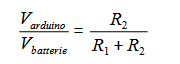 V_arduino / V_batterie = R_2 / (R_1 + R_2)